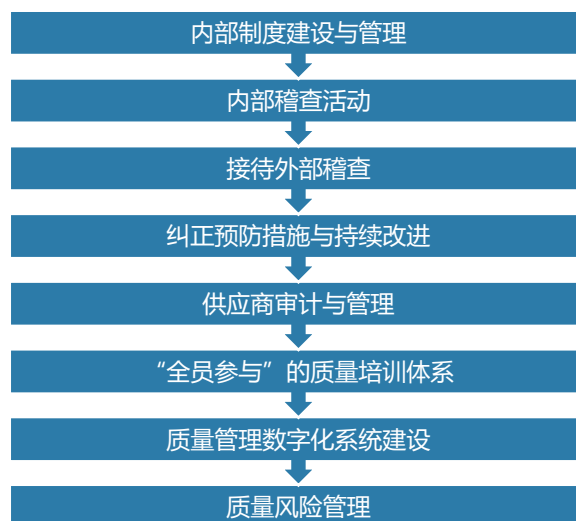 内部制度建设与管理
内部稽查活动
接待外部稽查
纠正预防措施与持续改进
供应商审计与管理
“全员参与”的质量培训体系
质量管理数字化系统建设
质量风险管理